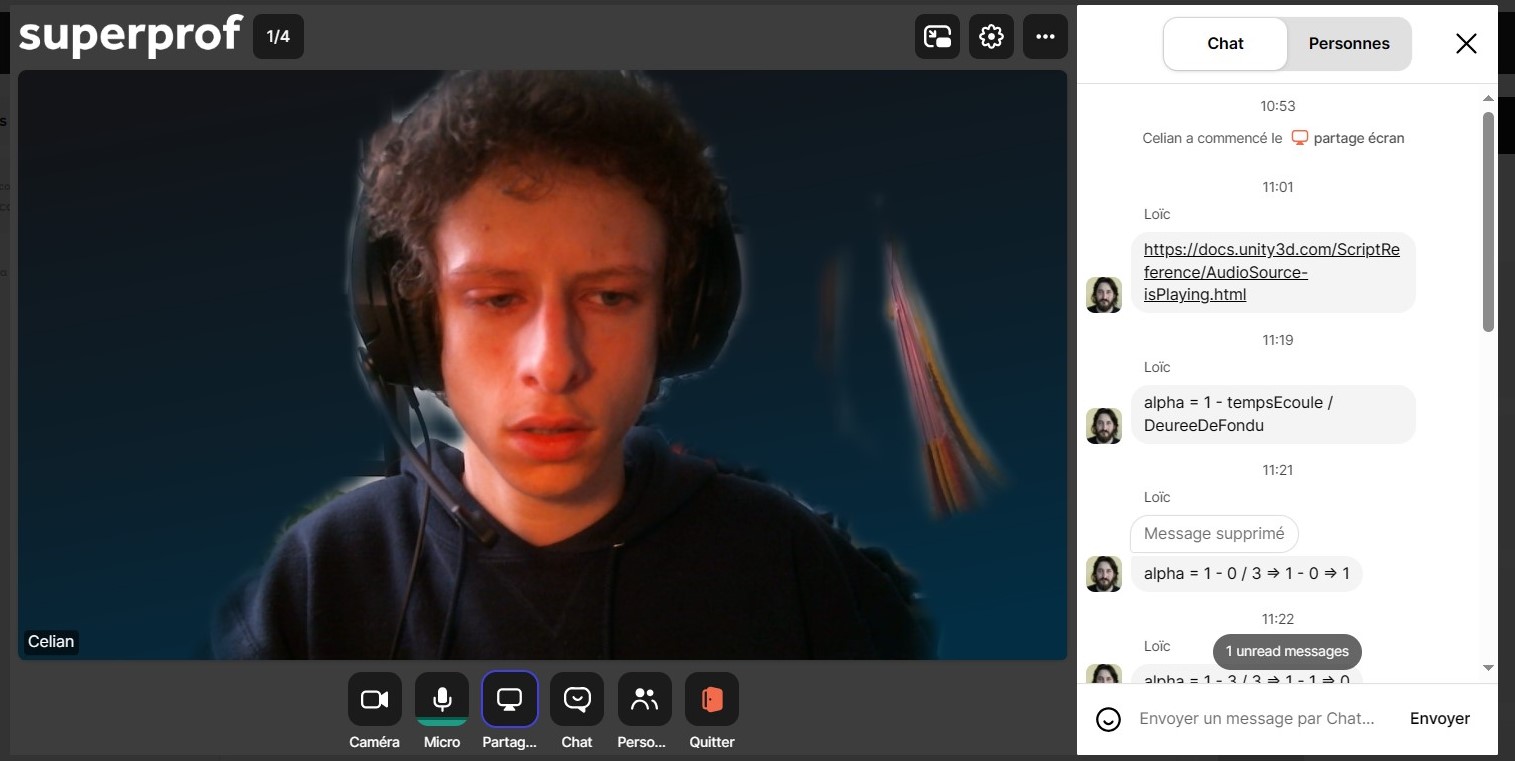 superprof
1/4
Celian
Caméra
Micro
Partag...
Chat
Perso...
Quitter
Chat
Personnes
10:53
Celian a commencé le partage écran
11:01
Loïc
https://docs.unity3d.com/ScriptRe
ference/AudioSource-
isPlaying.html
11:19
Loïc
alpha = 1 - tempsEcoule /
DeureeDeFondu
11:21
Loïc
Message supprimé
alpha = 1 - 0 / 3 ⇒ 1 - 0 ⇒ 1
11:22
Loïc
1 unread messages
alpha = 1 - 3 / 3 ⇒ 1 - 1 ⇒ 0
Envoyer un message par Chat...
Envoyer